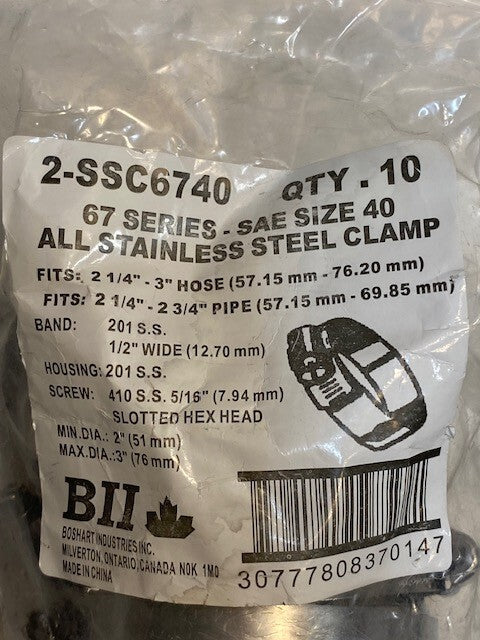 2-SSC6740 QTY . 10
67 SERIES - SAE SIZE 40
ALL STAINLESS STEEL CLAMP
FITS: 2 1/4" - 3" HOSE (57.15 mm - 76.20 mm)
FITS: 2 1/4" - 2 3/4" PIPE (57.15 mm - 69.85 mm)
BAND: 201 S.S.
1/2" WIDE (12.70 mm)
HOUSING: 201 S.S.
SCREW: 410 S.S. 5/16" (7.94 mm)
SLOTTED HEX HEAD
MIN.DIA.: 2" (51 mm)
MAX.DIA.:3" (76 mm)
BII
BOSHART INDUSTRIES INC.
MILVERTON, ONTARIO, CANADA N0K 1M0
MADE IN CHINA
30777808370147